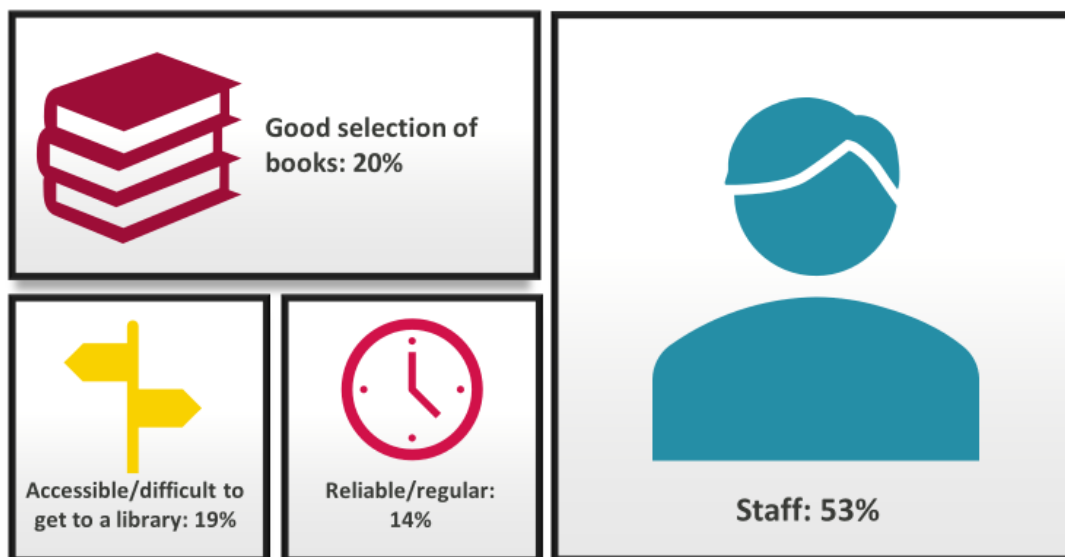 Good selection of
books: 20%
Accessible/difficult to
get to a library: 19%
Reliable/regular:
14%
Staff: 53%